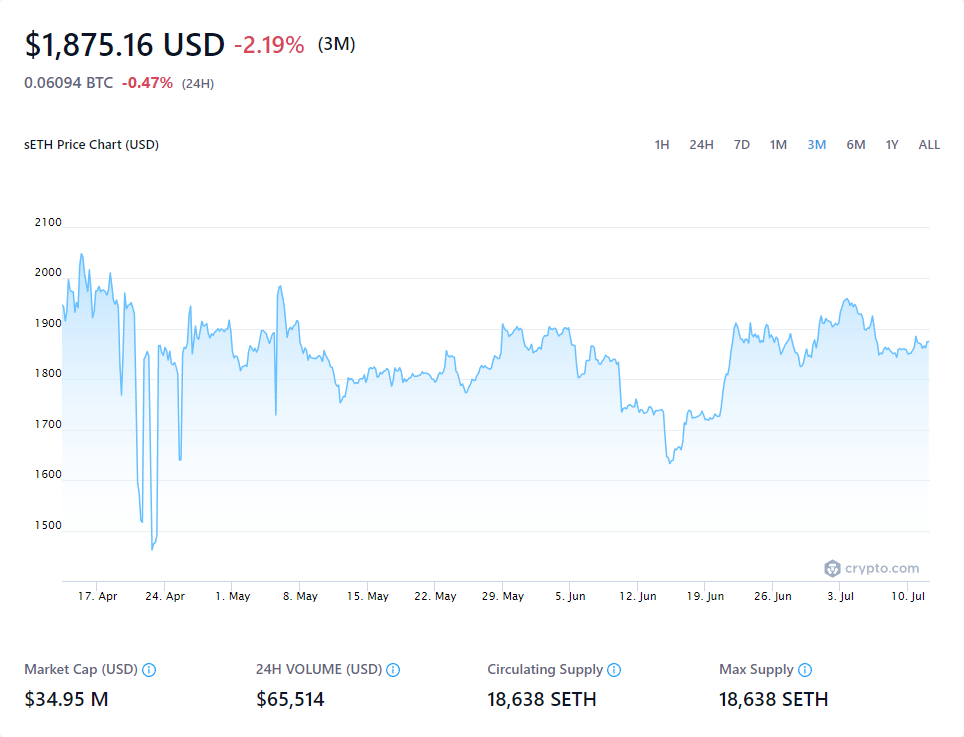 $1,875.16 USD -2.19% (3M)
0.06094 BTC -0.47% (24H)
sETH Price Chart (USD) 1H 24H 7D 1M 3M 6M 1Y ALL
2100
2000
1900
1800
1700
1600
1500
crypto.com
17. Apr 24. Apr 1. May 8. May 15. May 22. May 29. May 5. Jun 12. Jun 19. Jun 26. Jun 3. Jul 10. Jul
Market Cap (USD) 24H VOLUME (USD) Circulating Supply Max Supply
$34.95 M $65,514 18,638 SETH 18,638 SETH